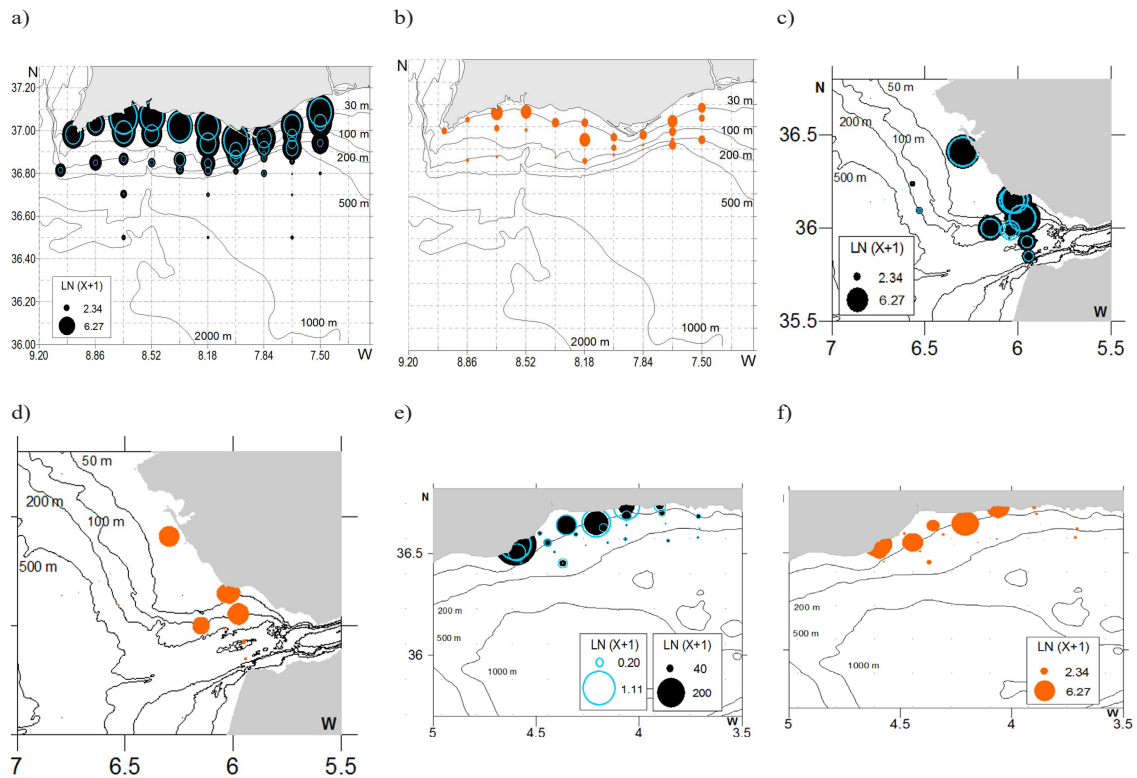 a)
b)
c)
N
37.20
37.00
36.80
36.60
36.40
36.20
36.00
30 m
100 m
200 m
500 m
1000 m
2000 m
LN (X+1)
2.34
6.27
9.20 8.86 8.52 8.18 7.84 7.50
W
N
30 m
100 m
200 m
500 m
1000 m
2000 m
9.20 8.86 8.52 8.18 7.84 7.50
W
N
50 m
200 m
100 m
500 m
36.5
36
35.5
LN (X+1)
2.34
6.27
W
7 6.5 6 5.5
d)
e)
f)
50 m
200 m
100 m
500 m
W
7 6.5 6 5.5
N
36.5
36
200 m
500 m
1000 m
LN (X+1)
0.20
1.11
LN (X+1)
40
200
W
5 4.5 4 3.5
N
36.5
36
200 m
500 m
1000 m
LN (X+1)
2.34
6.27
W
5 4.5 4 3.5